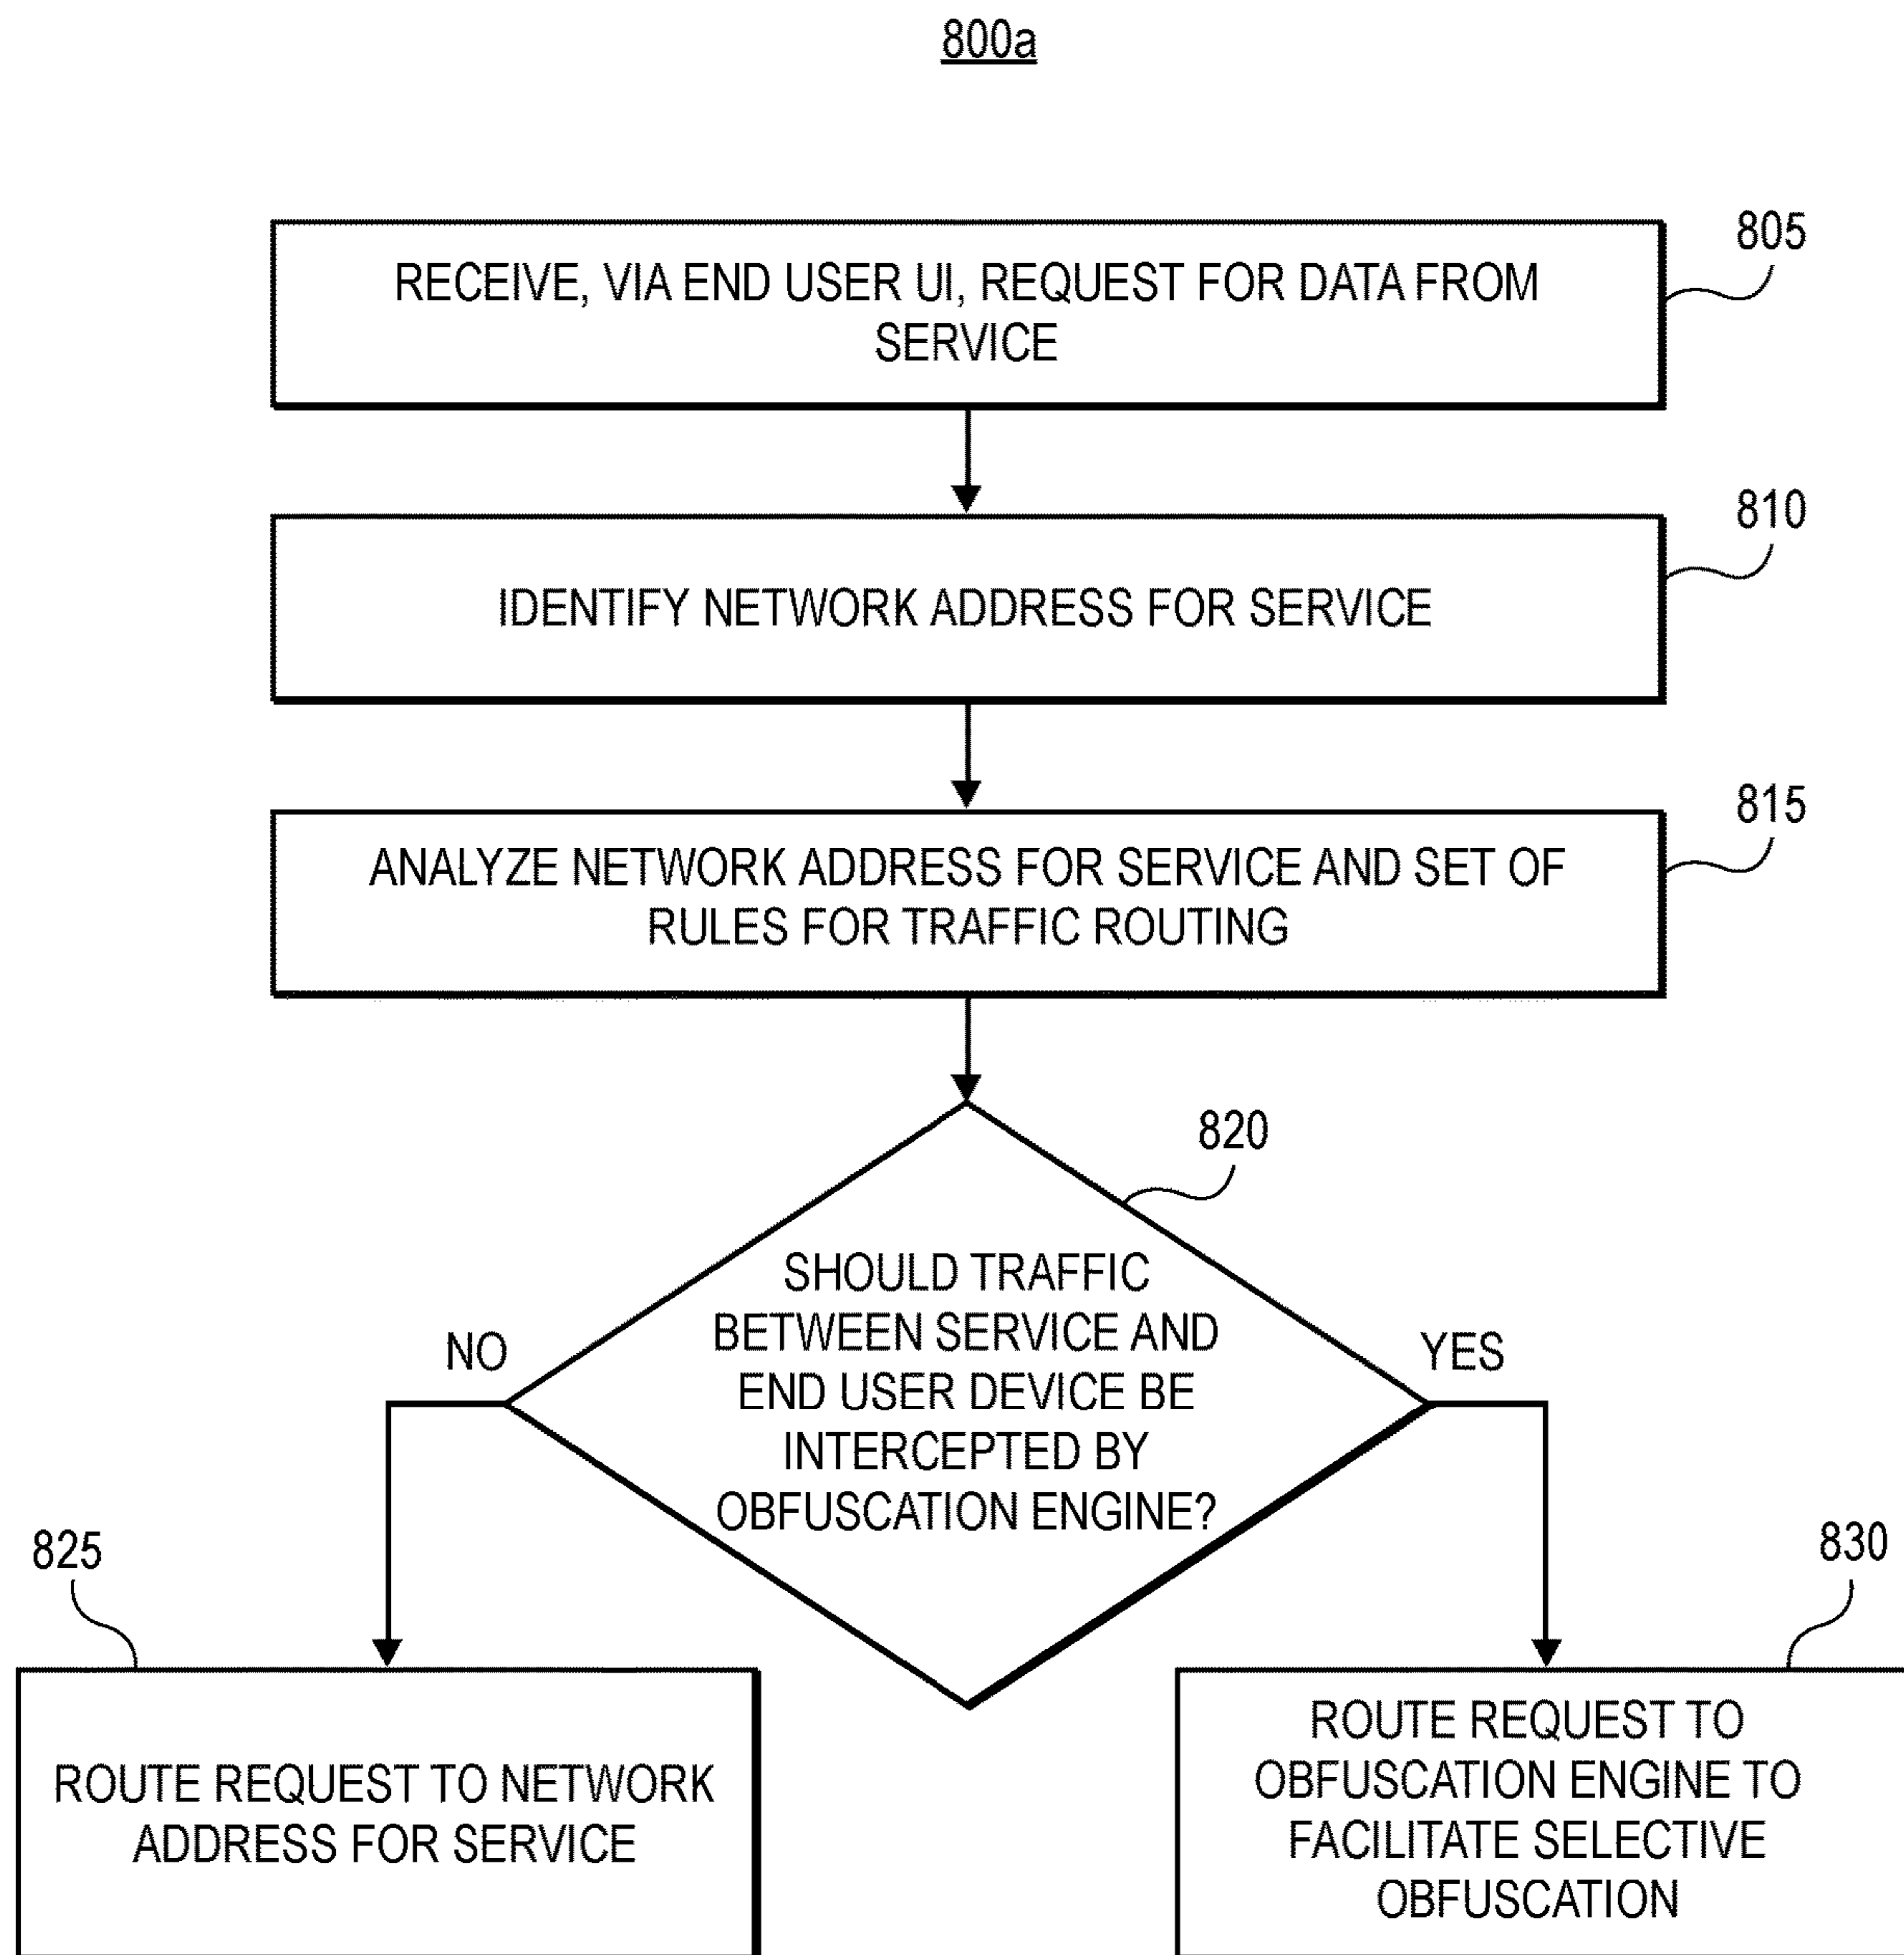 800a
805
RECEIVE, VIA END USER UI, REQUEST FOR DATA FROM
SERVICE
810
IDENTIFY NETWORK ADDRESS FOR SERVICE
815
ANALYZE NETWORK ADDRESS FOR SERVICE AND SET OF
RULES FOR TRAFFIC ROUTING
820
SHOULD TRAFFIC
BETWEEN SERVICE AND
END USER DEVICE BE
INTERCEPTED BY
OBFUSCATION ENGINE?
NO
YES
825
ROUTE REQUEST TO NETWORK
ADDRESS FOR SERVICE
830
ROUTE REQUEST TO
OBFUSCATION ENGINE TO
FACILITATE SELECTIVE
OBFUSCATION